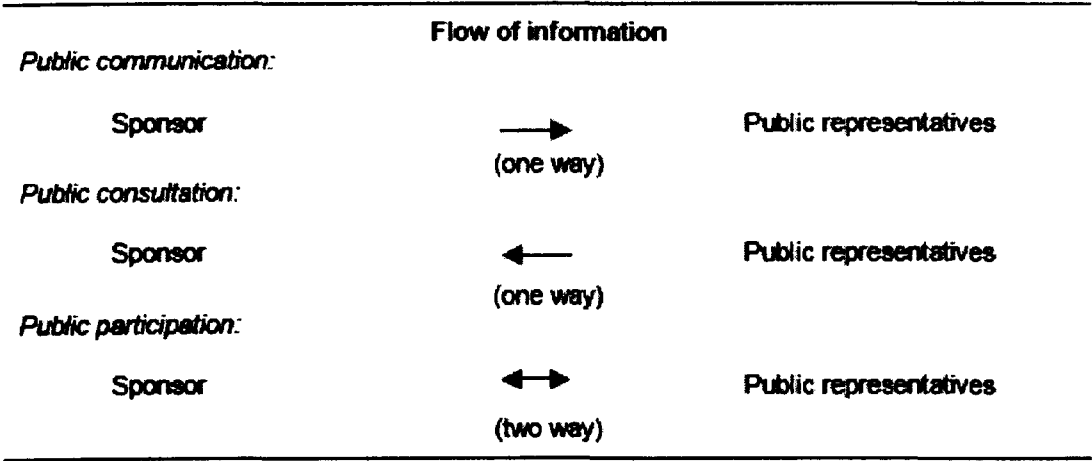 Flow of information
Public communication:
Sponsor Public representatives
(one way)
Public consultation:
Sponsor Public representatives
(one way)
Public participation:
Sponsor Public representatives
(two way)